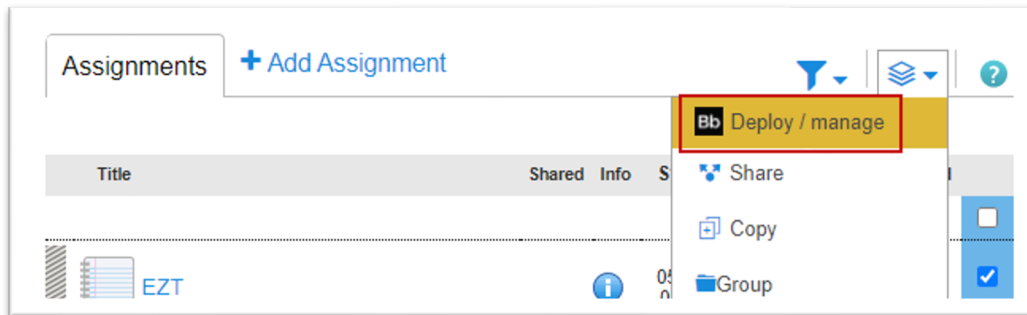 Assignments
+ Add Assignment
?
Bb Deploy / manage
Title
Shared
Info
S
Share
Copy
EZT
i
Group